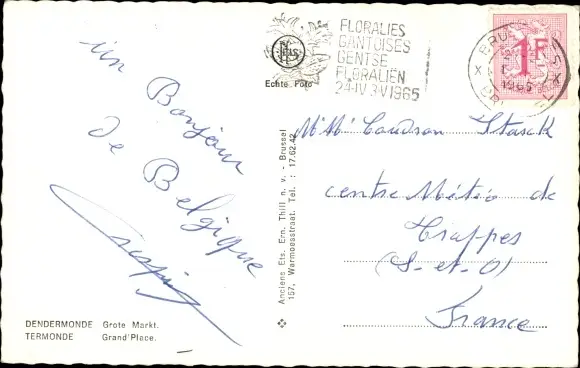 un Bonjour
de Belgique
DENDERMONDE Grote Markt.
TERMONDE Grand'Place.
Echte Foto
Anciens Ets. Ern. Thill n. v. - Brussel
157, Warmoesstraat. Tel. : 17.62.42
FLORALIES
GANTOISES
GENTSE
FLORALIËN
24-IV 3-V 1965
1F
1965
centre Météo de
Trappes
(S-et-O)
France